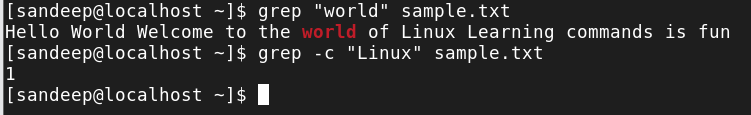 [sandeep@localhost ~]$ grep "world" sample.txt
Hello World Welcome to the world of Linux Learning commands is fun
[sandeep@localhost ~]$ grep -c "Linux" sample.txt
1
[sandeep@localhost ~]$